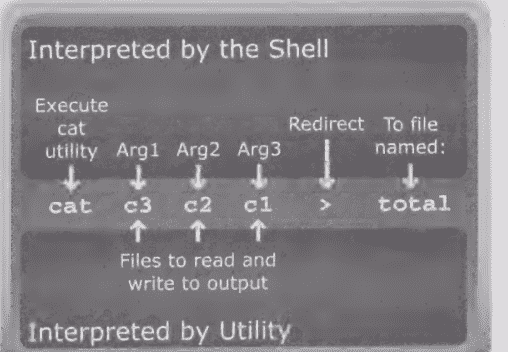 Interpreted by the Shell
Execute
cat
utility Arg1 Arg2 Arg3 Redirect To file
named:
cat c3 c2 c1 > total
Files to read and
write to output
Interpreted by Utility